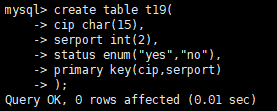 mysql> create table t19(
    -> cip char(15),
    -> serport int(2),
    -> status enum("yes","no"),
    -> primary key(cip,serport)
    -> );
Query OK, 0 rows affected (0.01 sec)